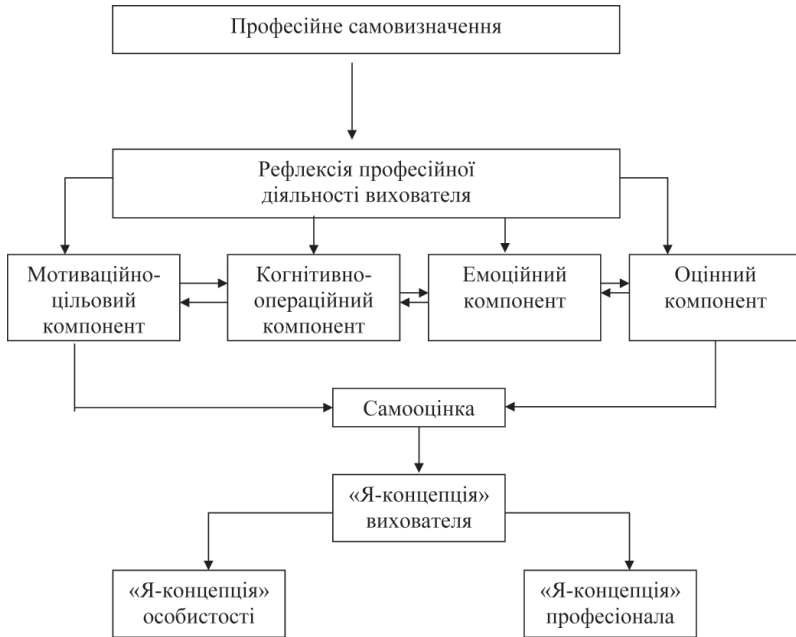 Професійне самовизначення
Рефлексія професійної
діяльності вихователя
Мотиваційно-
цільовий
компонент
Когнітивно-
операційний
компонент
Емоційний
компонент
Оцінний
компонент
Самооцінка
«Я-концепція»
вихователя
«Я-концепція»
особистості
«Я-концепція»
професіонала